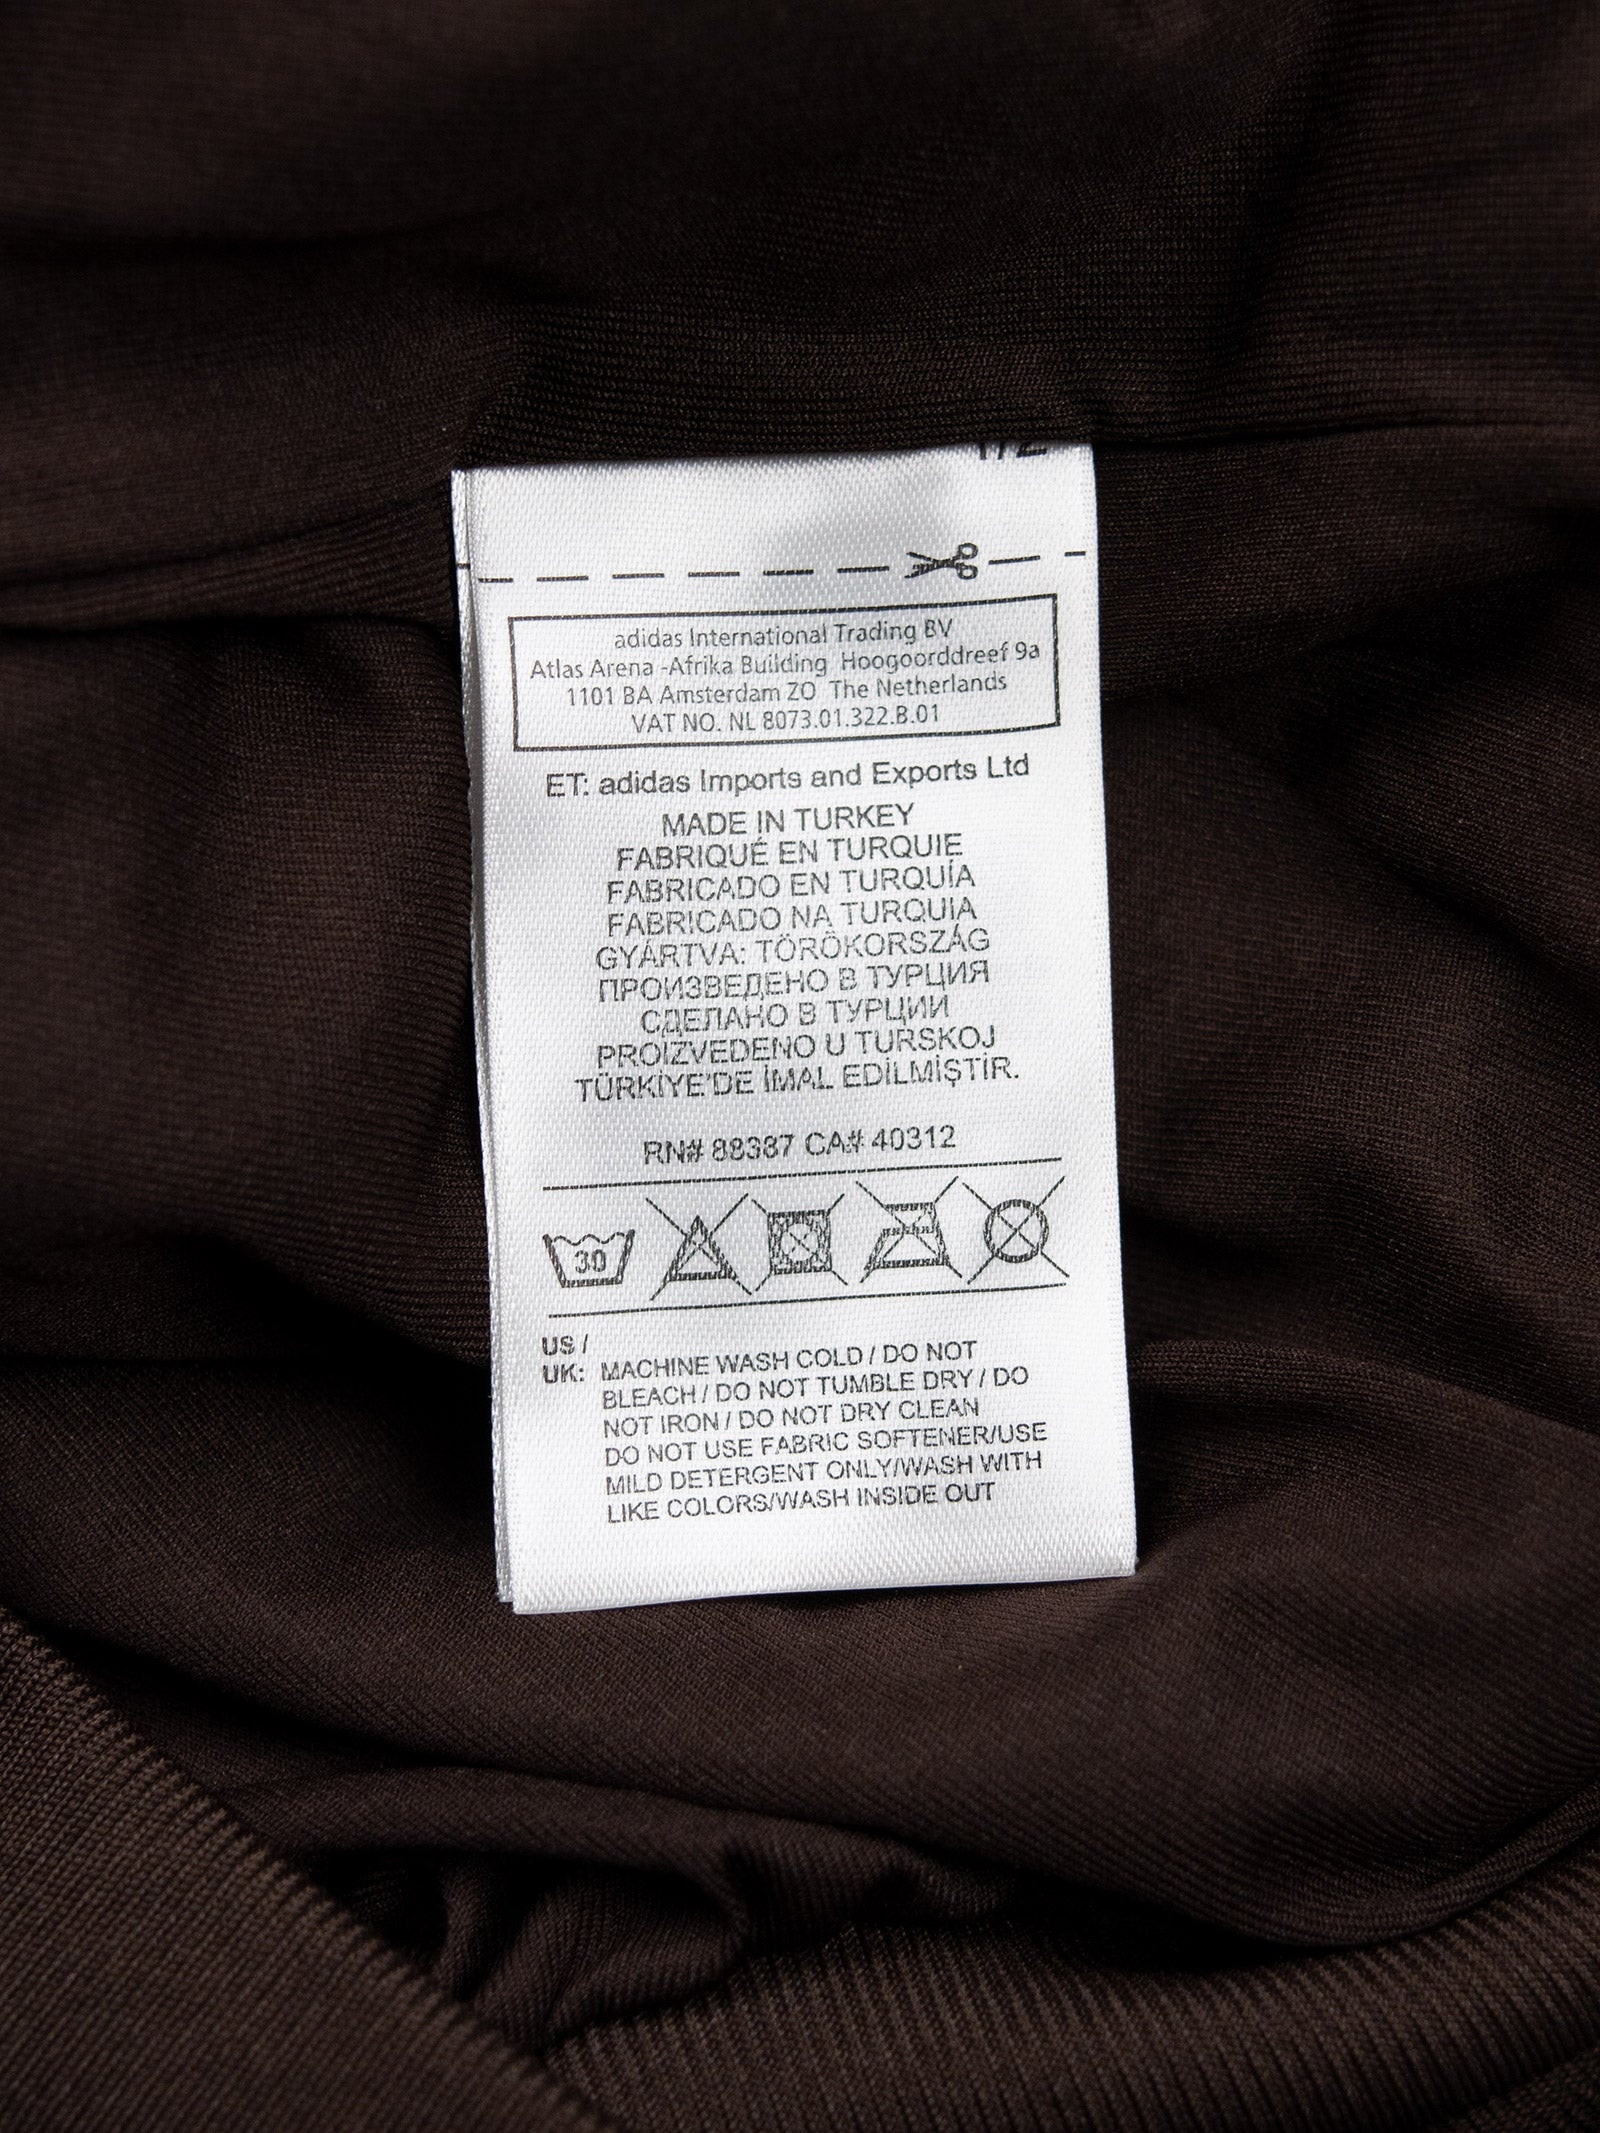 1/2
adidas International Trading BV
Atlas Arena -Afrika Building Hoogoorddreef 9a
1101 BA Amsterdam ZO The Netherlands
VAT NO. NL 8073.01.322.B.01
ET: adidas Imports and Exports Ltd
MADE IN TURKEY
FABRIQUÉ EN TURQUIE
FABRICADO EN TURQUÍA
FABRICADO NA TURQUIA
GYÁRTVA: TÖRÖKORSZÁG
ПРОИЗВЕДЕНО В ТУРЦИЯ
СДЕЛАНО В ТУРЦИИ
PROIZVEDENO U TURSKOJ
TÜRKİYE'DE İMAL EDİLMİŞTİR.
RN# 88387 CA# 40312
30
US /
UK: MACHINE WASH COLD / DO NOT
BLEACH / DO NOT TUMBLE DRY / DO
NOT IRON / DO NOT DRY CLEAN
DO NOT USE FABRIC SOFTENER/USE
MILD DETERGENT ONLY/WASH WITH
LIKE COLORS/WASH INSIDE OUT